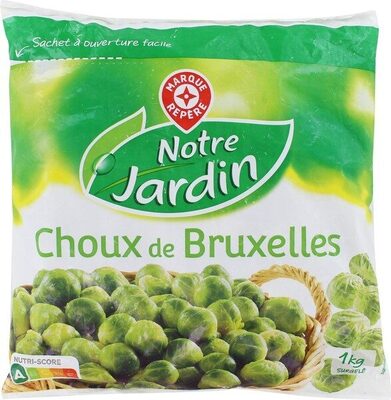 Sachet à ouverture facile
MARQUE
REPÈRE
Notre
Jardin
Choux de Bruxelles
NUTRI-SCORE
A
1kg
surgelé